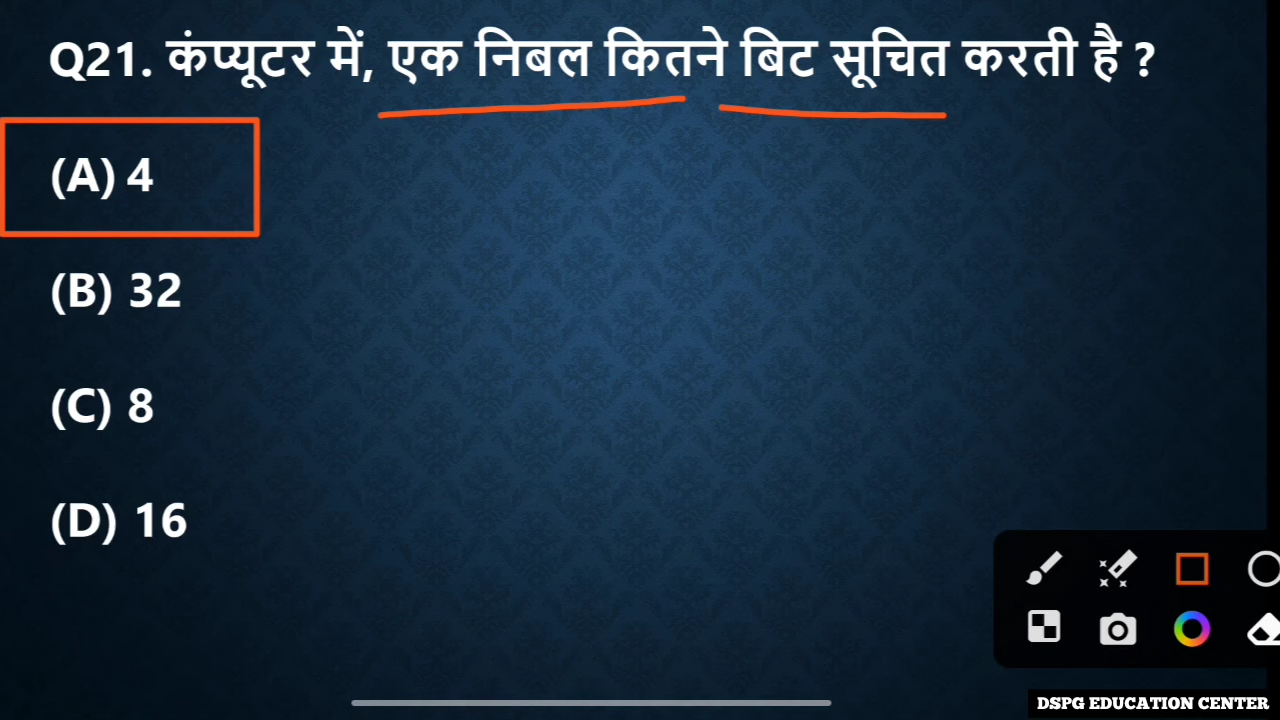 Q21. कंप्यूटर में, एक निबल कितने बिट सूचित करती है ?
(A) 4
(B) 32
(C) 8
(D) 16
DSPG EDUCATION CENTER